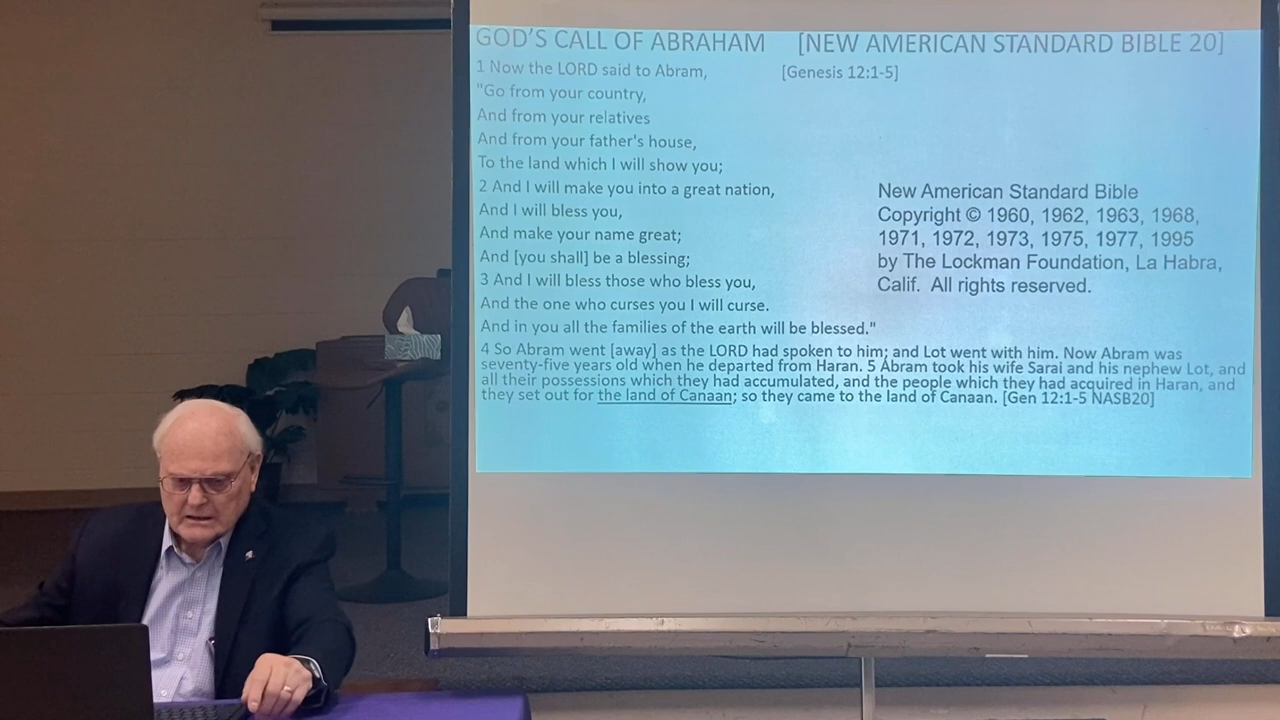 GOD'S CALL OF ABRAHAM [NEW AMERICAN STANDARD BIBLE 20]
1 Now the LORD said to Abram, [Genesis 12:1-5]
"Go from your country,
And from your relatives
And from your father's house,
To the land which I will show you;
2 And I will make you into a great nation,
And I will bless you,
And make your name great;
And [you shall] be a blessing;
3 And I will bless those who bless you,
And the one who curses you I will curse.
And in you all the families of the earth will be blessed."
4 So Abram went [away] as the LORD had spoken to him; and Lot went with him. Now Abram was
seventy-five years old when he departed from Haran. 5 Abram took his wife Sarai and his nephew Lot, and
all their possessions which they had accumulated, and the people which they had acquired in Haran, and
they set out for the land of Canaan; so they came to the land of Canaan. [Gen 12:1-5 NASB20]
New American Standard Bible
Copyright © 1960, 1962, 1963, 1968,
1971, 1972, 1973, 1975, 1977, 1995
by The Lockman Foundation, La Habra,
Calif. All rights reserved.